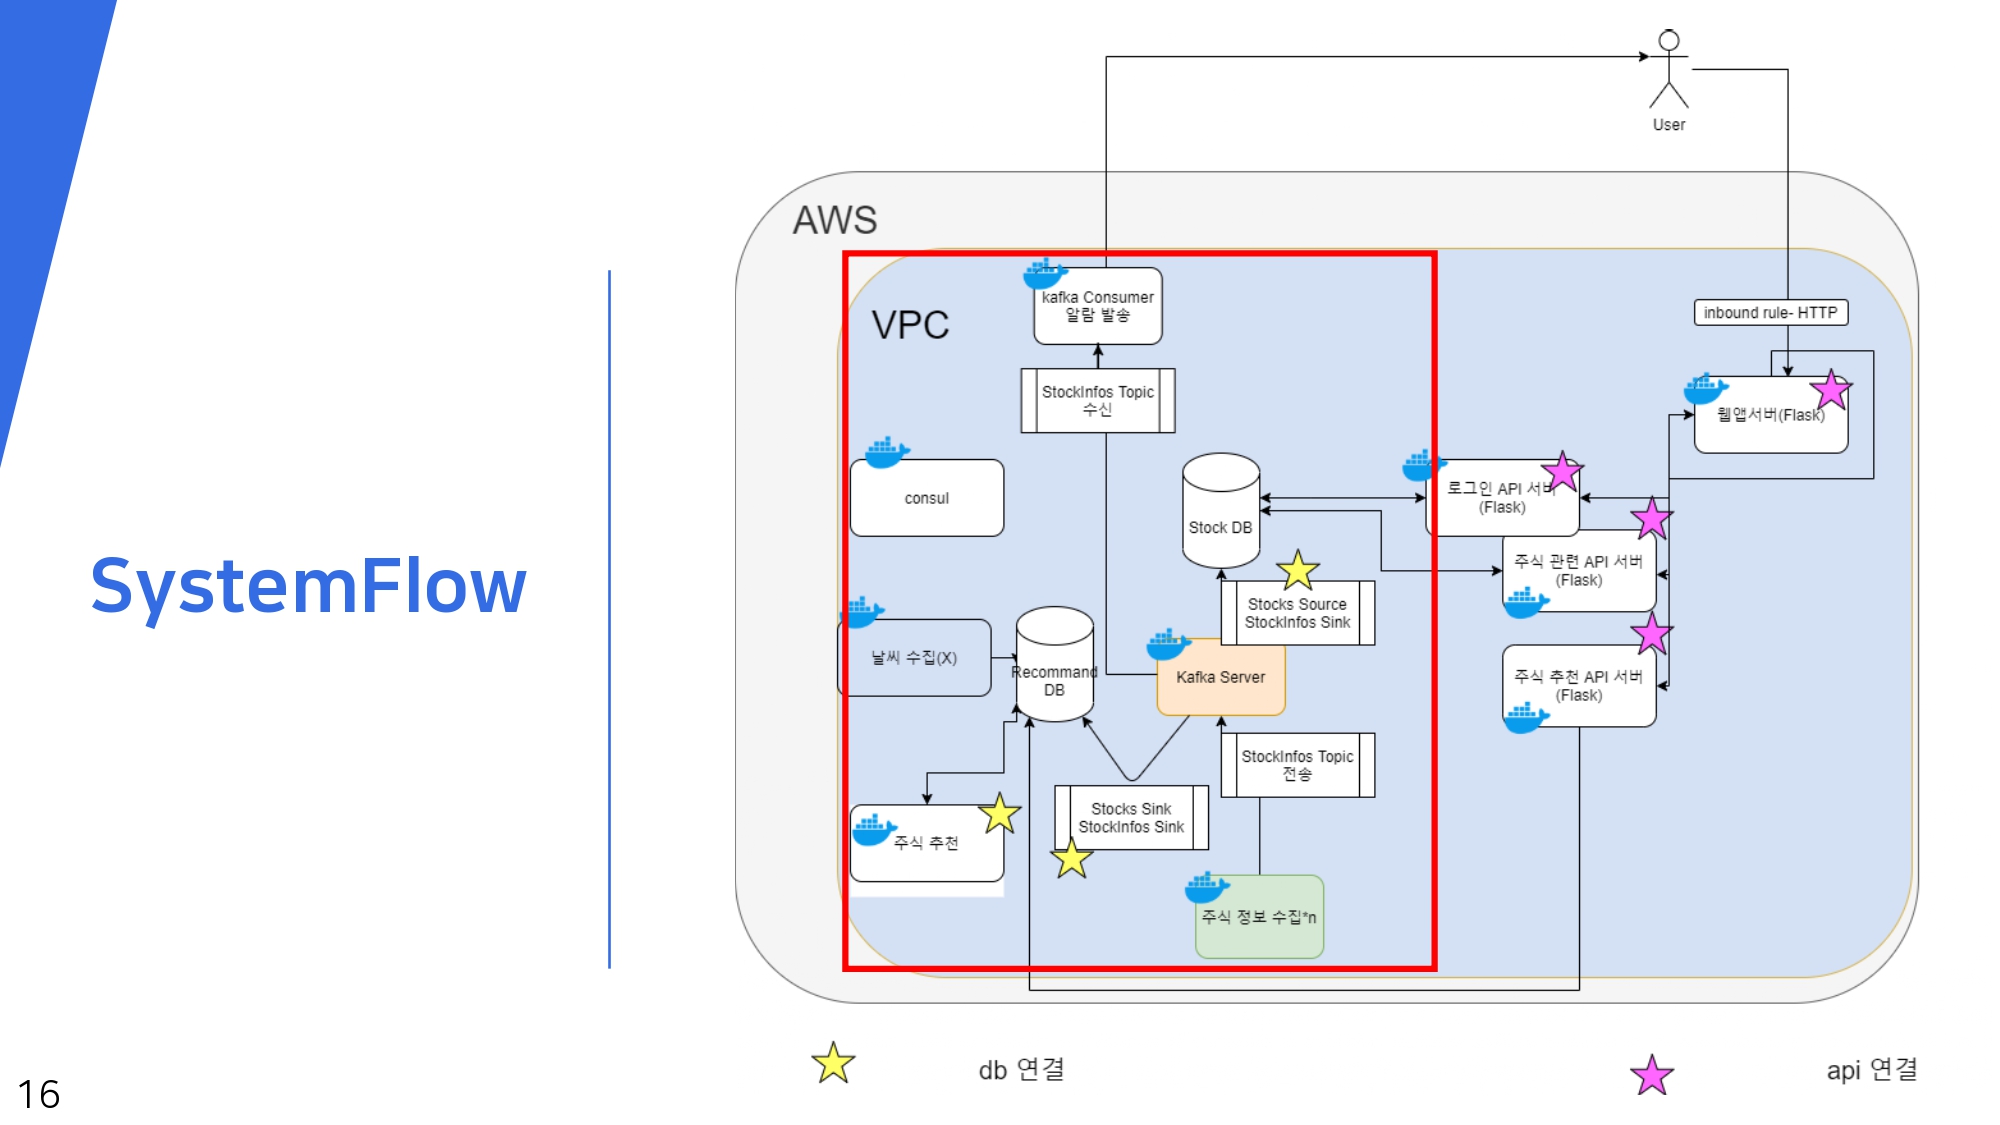 SystemFlow
16
User
AWS
VPC
kafka Consumer
알람 발송
inbound rule- HTTP
StockInfos Topic
수신
웹앱서버(Flask)
consul
Stock DB
로그인 API 서버
(Flask)
주식 관련 API 서버
(Flask)
Stocks Source
StockInfos Sink
날씨 수집(X)
Recommand
DB
Kafka Server
주식 추천 API 서버
(Flask)
StockInfos Topic
전송
Stocks Sink
StockInfos Sink
주식 추천
주식 정보 수집*n
db 연결
api 연결